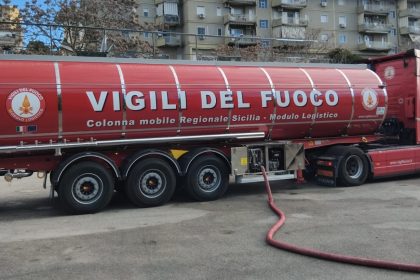 VIGILI DEL FUOCO
Colonna mobile Regionale Sicilia - Modulo Logistico